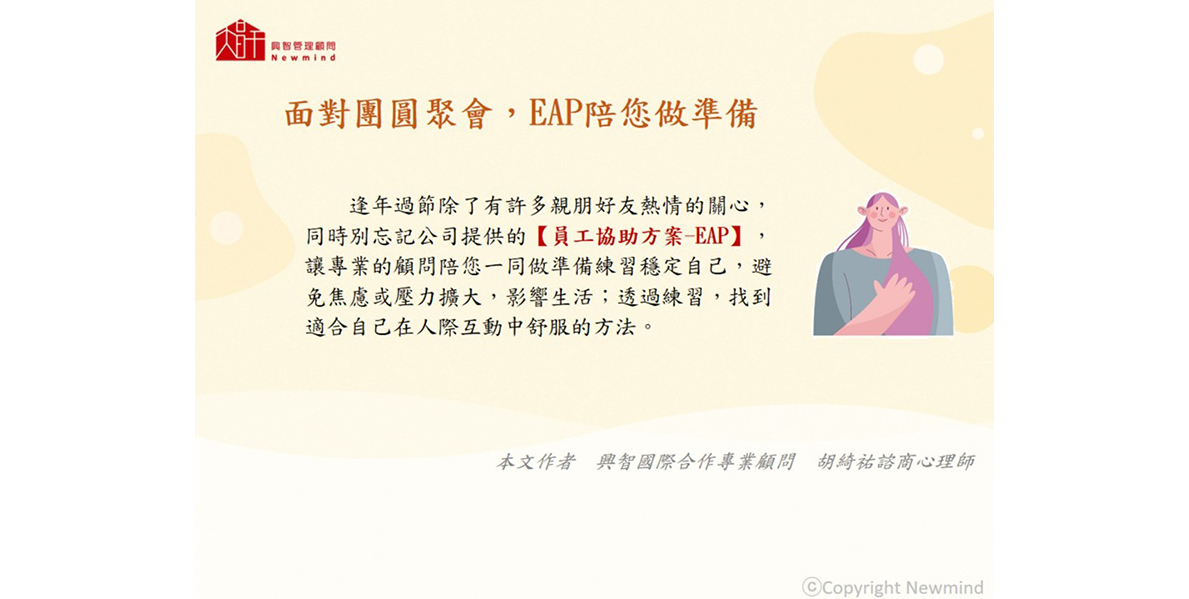 興智管理顧問
Newmind
面對團圓聚會，EAP陪您做準備
逢年過節除了有許多親朋好友熱情的關心，
同時別忘記公司提供的【員工協助方案-EAP】，
讓專業的顧問陪您一同做準備練習穩定自己，避
免焦慮或壓力擴大，影響生活；透過練習，找到
適合自己在人際互動中舒服的方法。
本文作者　興智國際合作專業顧問　胡綺祐諮商心理師
ⓒCopyright Newmind